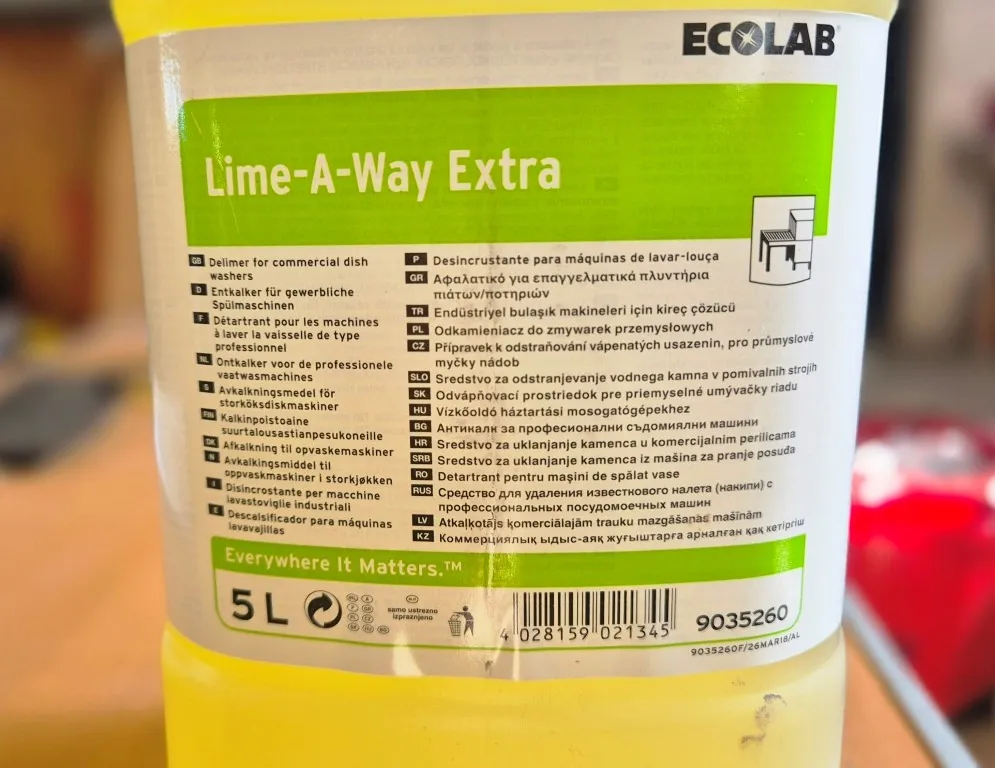 ECOLAB
Lime-A-Way Extra
GB Delimer for commercial dish
washers
D Entkalker für gewerbliche
Spülmaschinen
F Détartrant pour les machines
à laver la vaisselle de type
professionnel
NL Ontkalker voor de professionele
vaatwasmachines
S Avkalkningsmedel för
storköksdiskmaskiner
FIN Kalkinpoistoaine
suurtalousastianpesukoneille
DK Afkalkning til opvaskemaskiner
N Avkalkingsmiddel til
oppvaskmaskiner i storkjøkken
I Disincrostante per macchine
lavastoviglie industriali
E Descalsificador para máquinas
lavavajillas
P Desincrustante para máquinas de lavar-louça
GR Αφαλατικό για επαγγελματικά πλυντήρια
πιάτων/ποτηριών
TR Endüstriyel bulaşık makineleri için kireç çözücü
PL Odkamieniacz do zmywarek przemysłowych
CZ Přípravek k odstraňování vápenatých usazenin, pro průmyslové
myčky nádob
SLO Sredstvo za odstranjevanje vodnega kamna v pomivalnih strojih
SK Odvápňovací prostriedok pre priemyselné umývačky riadu
HU Vízkőoldó háztartási mosogatógépekhez
BG Антикалк за професионални съдомиялни машини
HR Sredstvo za uklanjanje kamenca u komercijalnim perilicama
SRB Sredstvo za uklanjanje kamenca iz mašina za pranje posuđa
RO Detartrant pentru mașini de spălat vase
RUS Средство для удаления известкового налета (накипи) с
профессиональных посудомоечных машин
LV Atkaļķotājs ķomerciālajām trauku mazgāšanas mašīnām
KZ Коммерциялық ыдыс-аяқ жуғыштарға арналған қақ кетіргіш
Everywhere It Matters.™
5 L
samo ustrezno
izpraznjeno
4 028159 021345
9035260
9035260F/26MAR18/AL